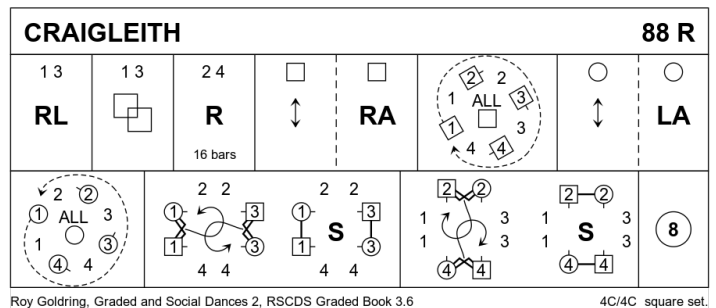 CRAIGLEITH 88 R
1 3 1 3 2 4
RL R RA LA
16 bars
2 2
1 ALL 3
1 3
4 4
2 2
1 ALL 3
1 3
4 4
2 2
1 3
1 3
4 4
2 2
1 3
S
1 3
4 4
2 2
1 3
1 3
4 4
2 2
1 3
S
1 3
4 4
8
Roy Goldring, Graded and Social Dances 2, RSCDS Graded Book 3.6 4C/4C square set.